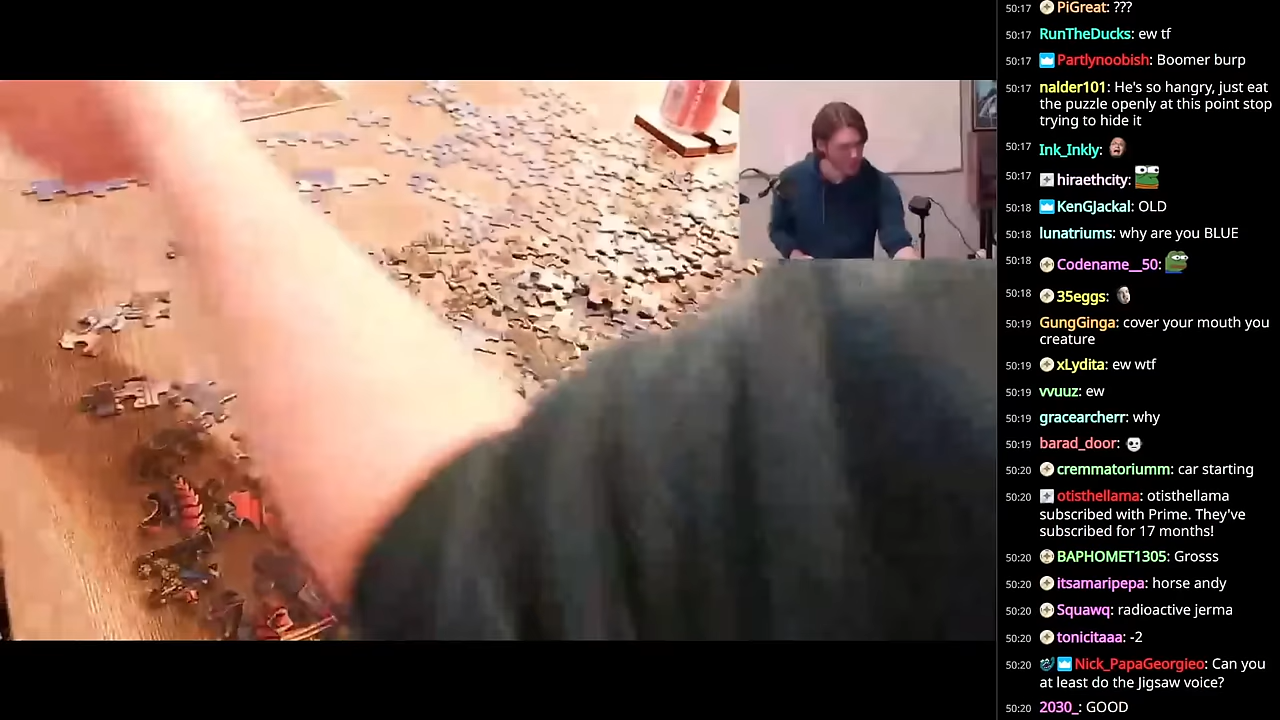 50:17 PiGreat: ???
50:17 RunTheDucks: ew tf
50:17 Partlynoobish: Boomer burp
50:17 nalder101: He's so hangry, just eat
the puzzle openly at this point stop
trying to hide it
50:17 Ink_Inkly:
50:17 hiraethcity:
50:18 KenGJackal: OLD
50:18 lunatriums: why are you BLUE
50:18 Codename__50:
50:18 35eggs:
50:19 GungGinga: cover your mouth you
creature
50:19 xLydita: ew wtf
50:19 vvuuz: ew
50:19 gracearcherr: why
50:19 barad_door:
50:20 cremmatoriumm: car starting
50:20 otisthellama: otisthellama
subscribed with Prime. They've
subscribed for 17 months!
50:20 BAPHOMET1305: Grosss
50:20 itsamaripepa: horse andy
50:20 Squawq: radioactive jerma
50:20 tonicitaaa: -2
50:20 Nick_PapaGeorgieo: Can you
at least do the Jigsaw voice?
50:20 2030_: GOOD